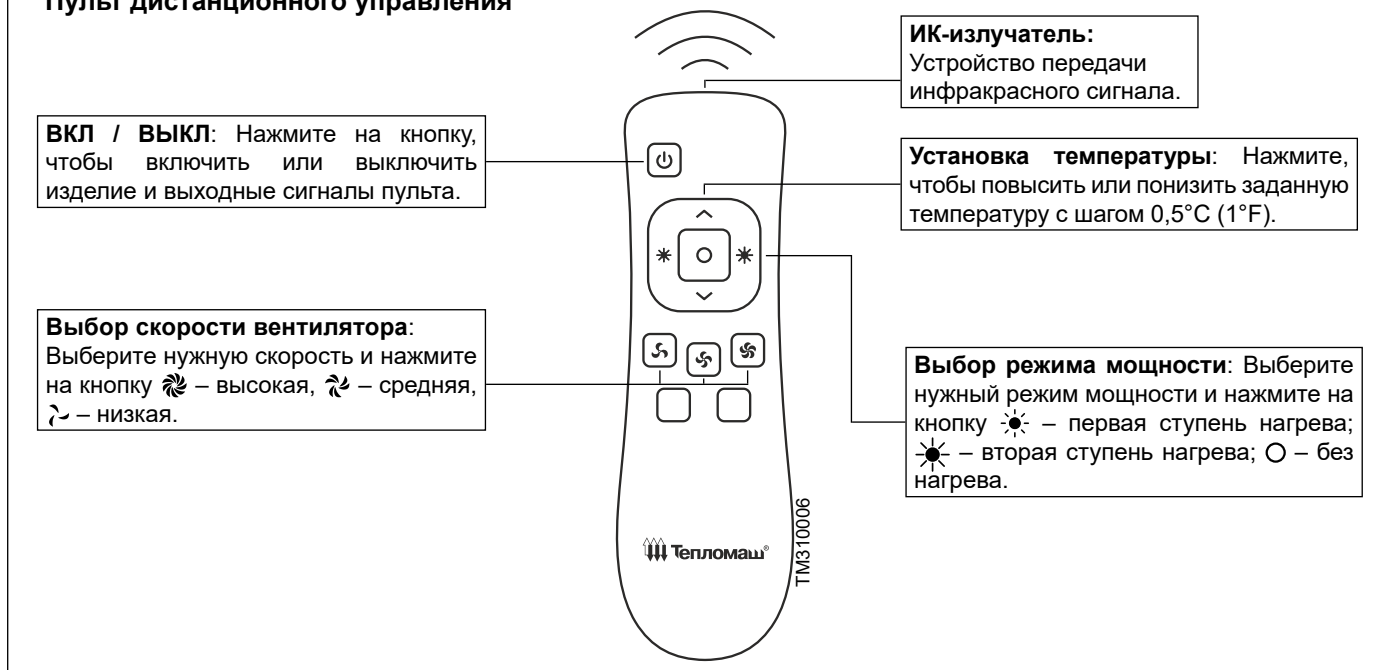 Пульт дистанционного управления
ИК-излучатель:
Устройство передачи
инфракрасного сигнала.
ВКЛ / ВЫКЛ: Нажмите на кнопку,
чтобы включить или выключить
изделие и выходные сигналы пульта.
Установка температуры: Нажмите,
чтобы повысить или понизить заданную
температуру с шагом 0,5°C (1°F).
Выбор скорости вентилятора:
Выберите нужную скорость и нажмите
на кнопку – высокая, – средняя,
– низкая.
Выбор режима мощности: Выберите
нужный режим мощности и нажмите на
кнопку – первая ступень нагрева;
– вторая ступень нагрева; – без
нагрева.
Тепломаш®
TM310006